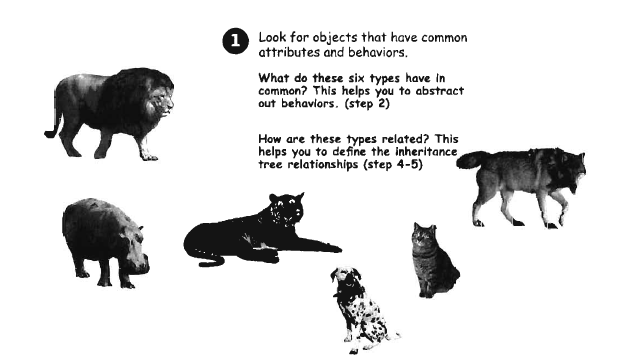 1 Look for objects that have common
attributes and behaviors.
What do these six types have in
common? This helps you to abstract
out behaviors. (step 2)
How are these types related? This
helps you to define the inheritance
tree relationships (step 4-5)